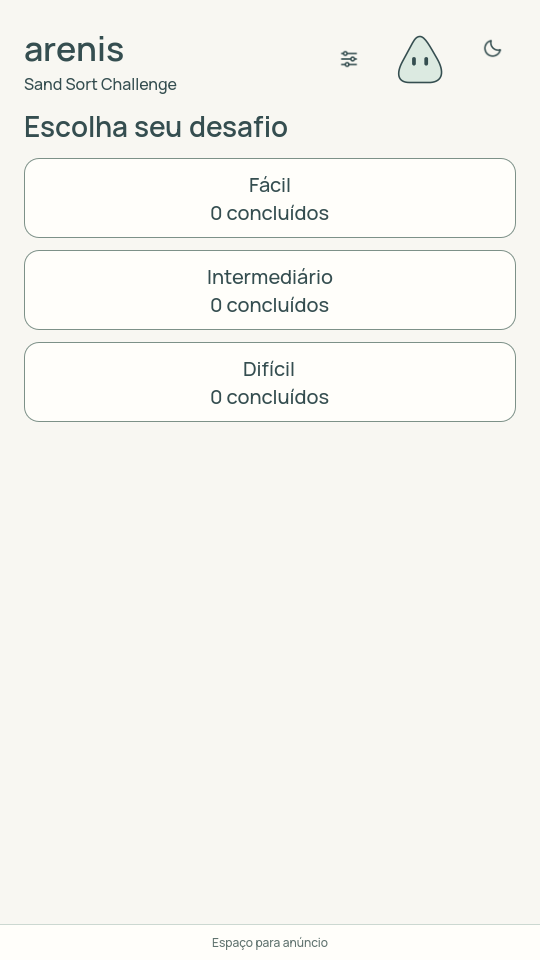 arenis
Sand Sort Challenge
Escolha seu desafio
Fácil
0 concluídos
Intermediário
0 concluídos
Difícil
0 concluídos
Espaço para anúncio